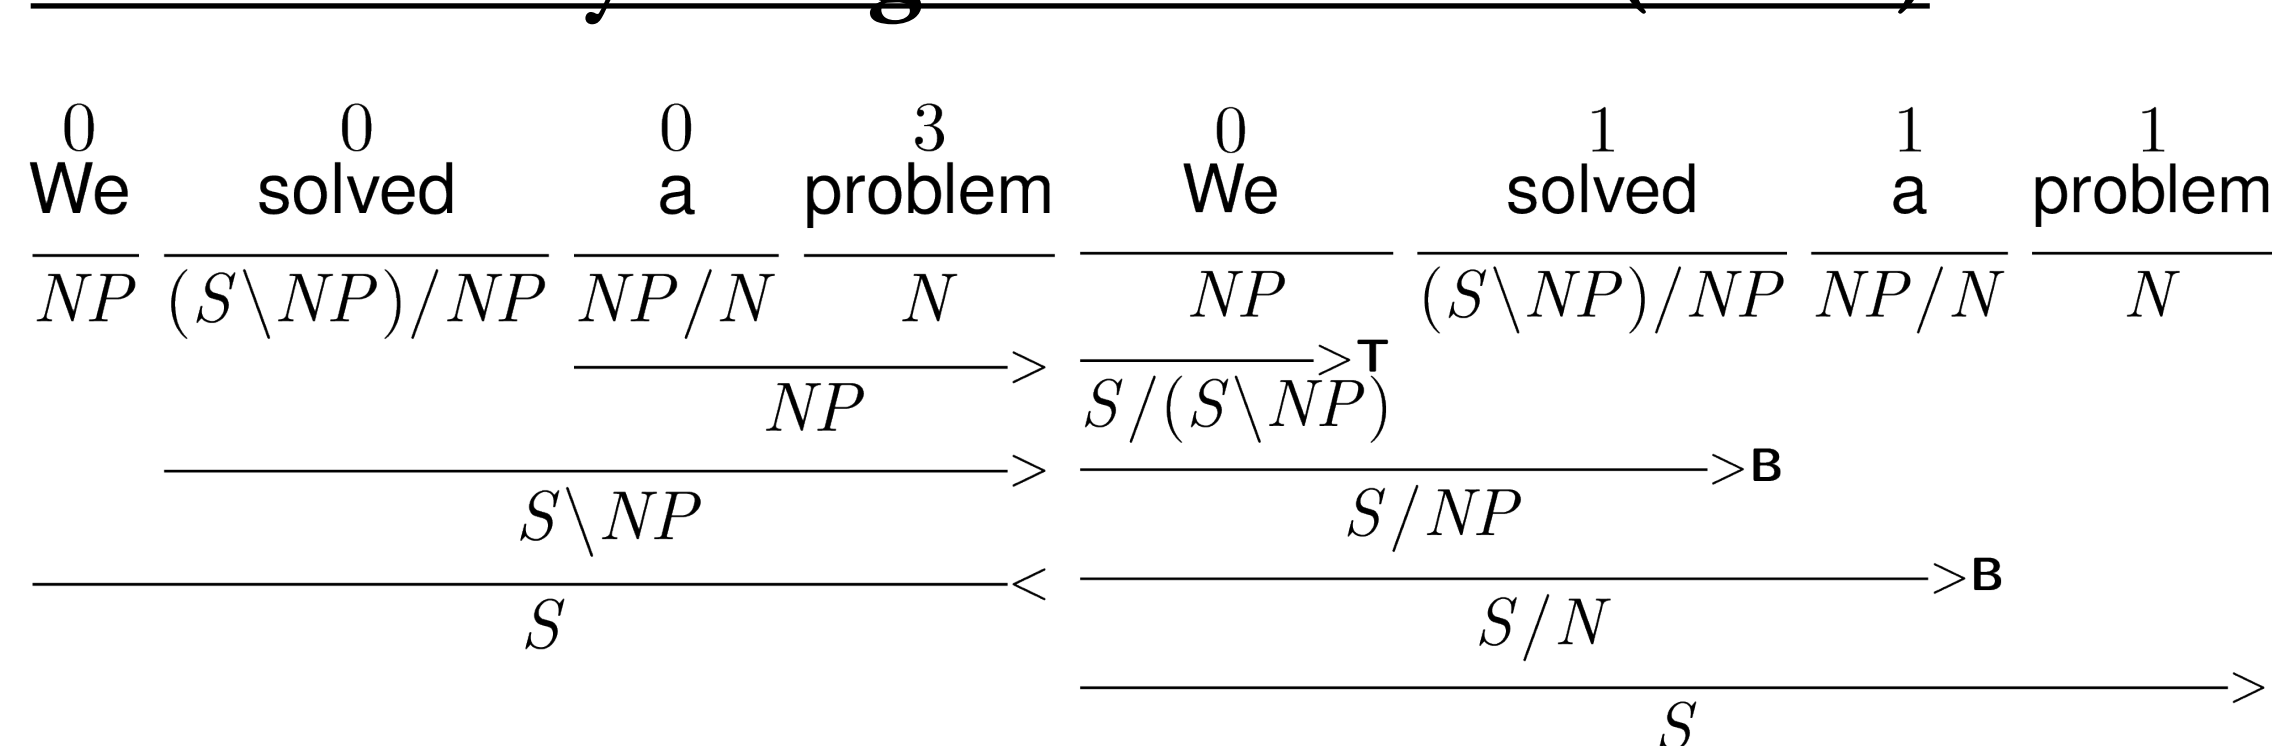 0 0 0 3 0 1 1 1
We solved a problem We solved a problem
NP (S\NP)/NP NP/N N NP (S\NP)/NP NP/N N
> >T
NP S/(S\NP)
> >B
S\NP S/NP
< >B
S S/N
>
S